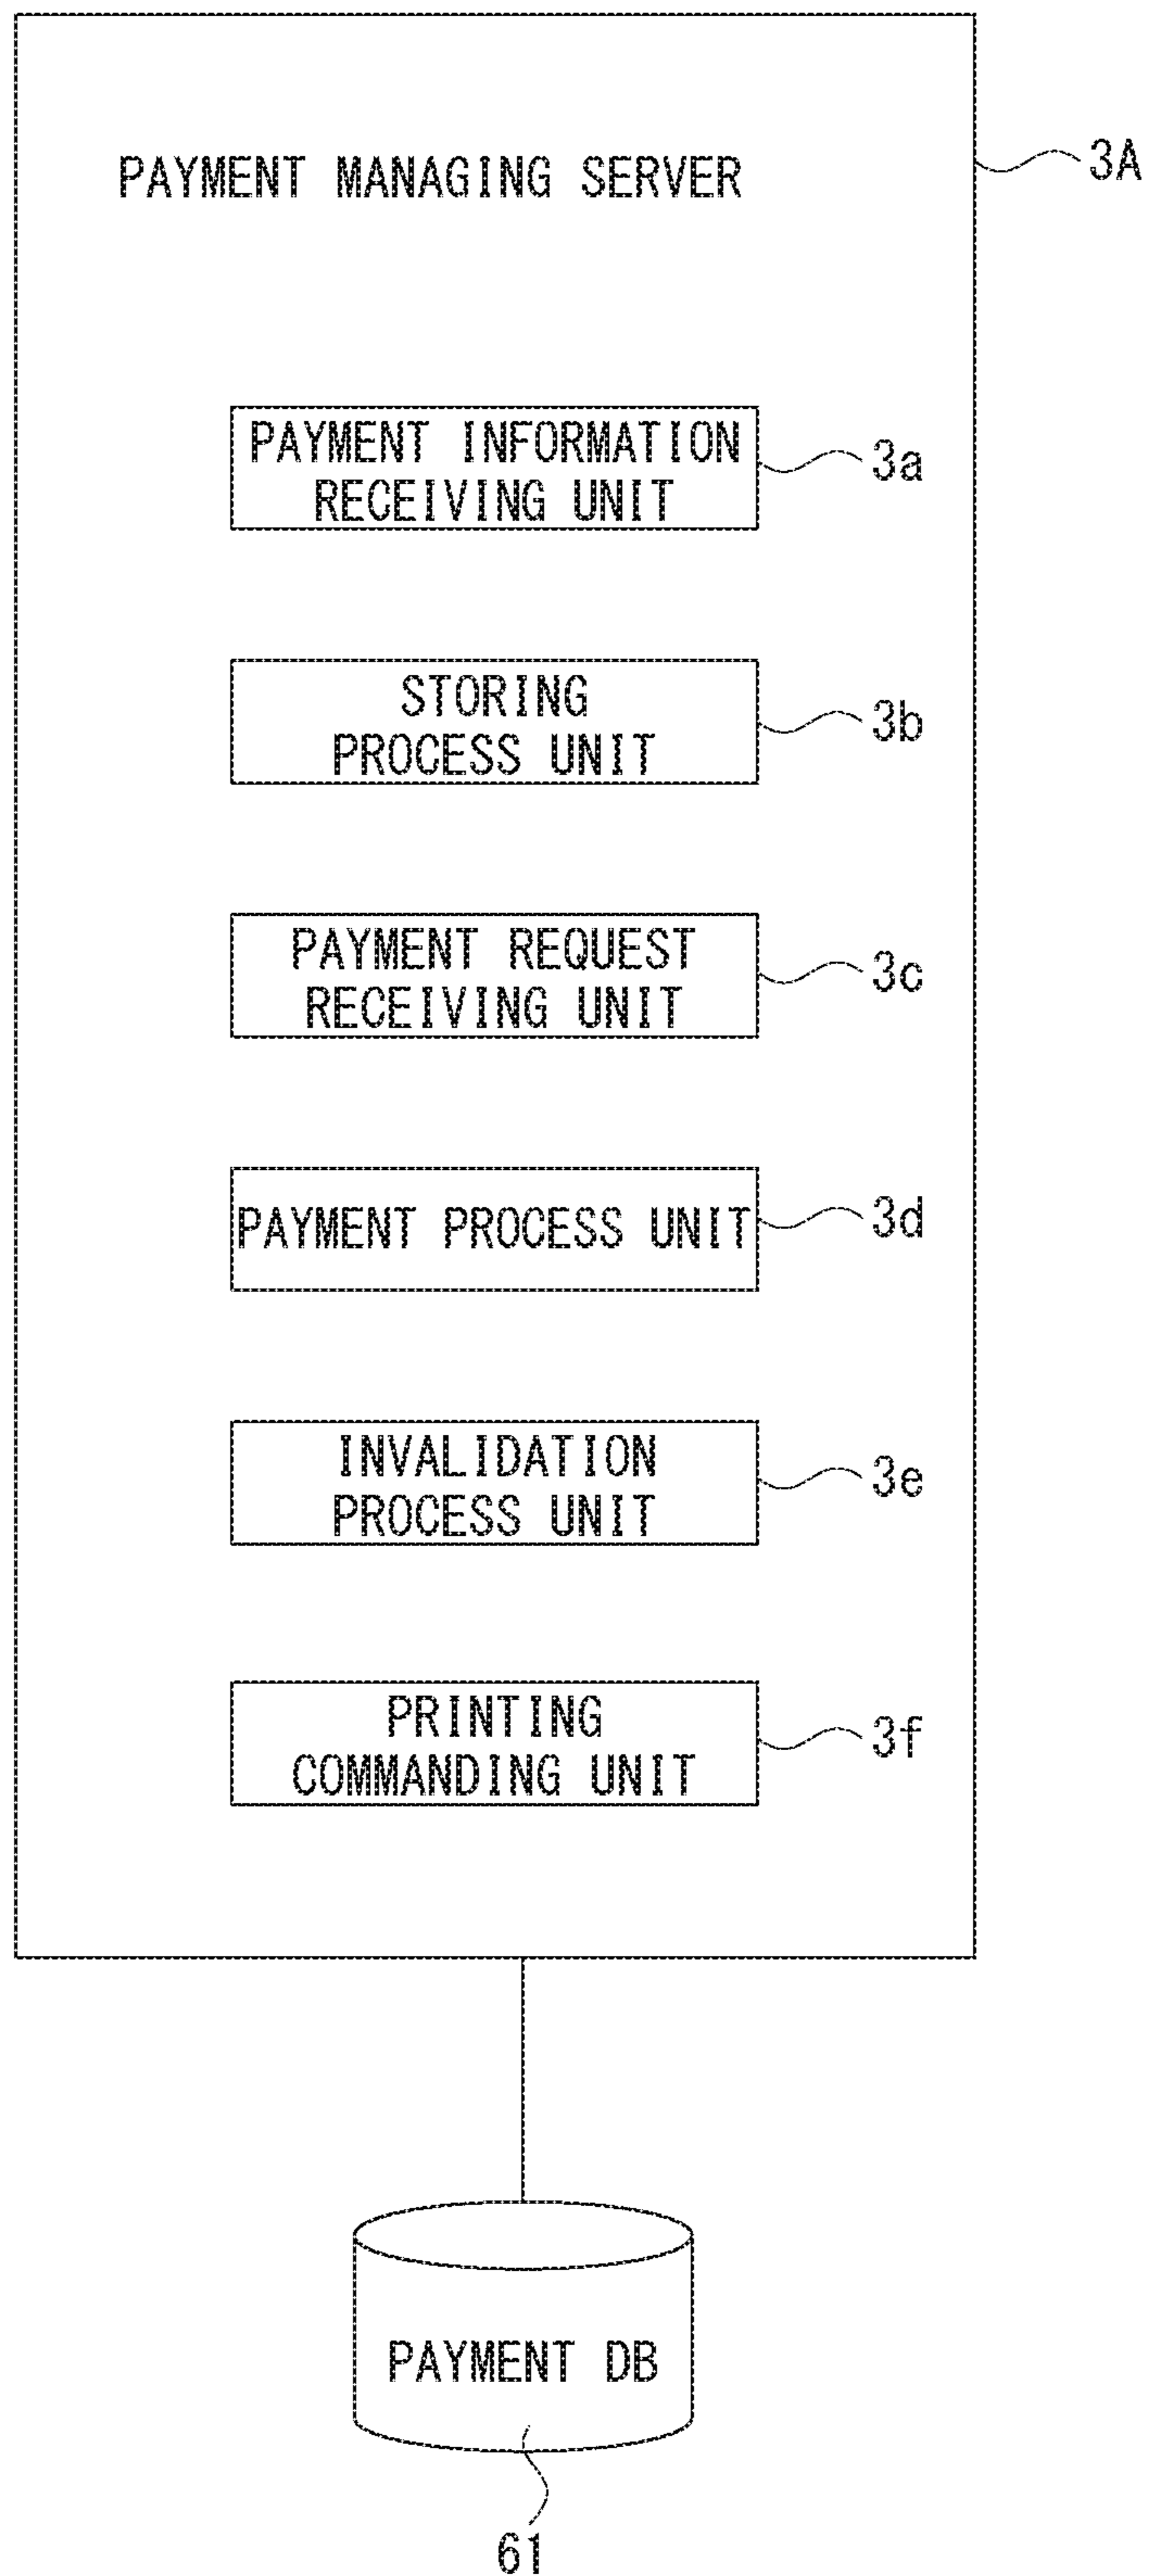 PAYMENT MANAGING SERVER
3A
PAYMENT INFORMATION
RECEIVING UNIT
3a
STORING
PROCESS UNIT
3b
PAYMENT REQUEST
RECEIVING UNIT
3c
PAYMENT PROCESS UNIT
3d
INVALIDATION
PROCESS UNIT
3e
PRINTING
COMMANDING UNIT
3f
PAYMENT DB
61